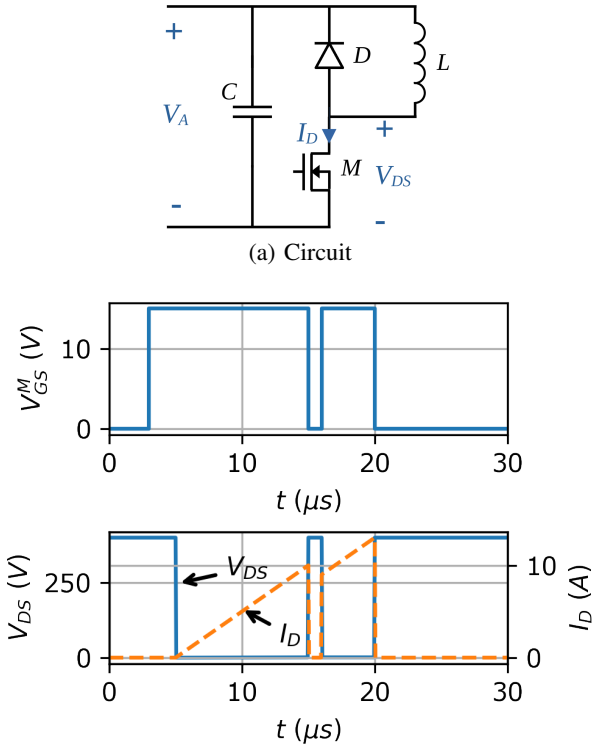 +
D
L
C
V_A
I_D
+
M
V_DS
-
-
(a) Circuit
V^M_GS (V)
10
0
0 10 20 30
t (μs)
V_DS (V)
250
0
V_DS
I_D
10
0
I_D (A)
0 10 20 30
t (μs)